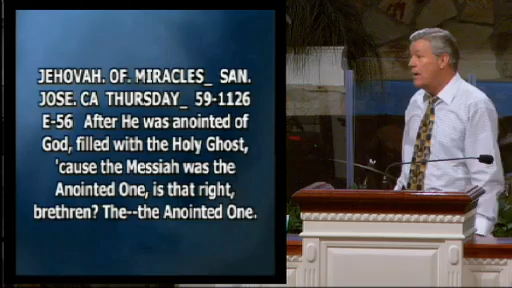 JEHOVAH. OF. MIRACLES_ SAN.
JOSE. CA THURSDAY_ 59-1126
E-56 After He was anointed of
God, filled with the Holy Ghost,
'cause the Messiah was the
Anointed One, is that right,
brethren? The--the Anointed One.